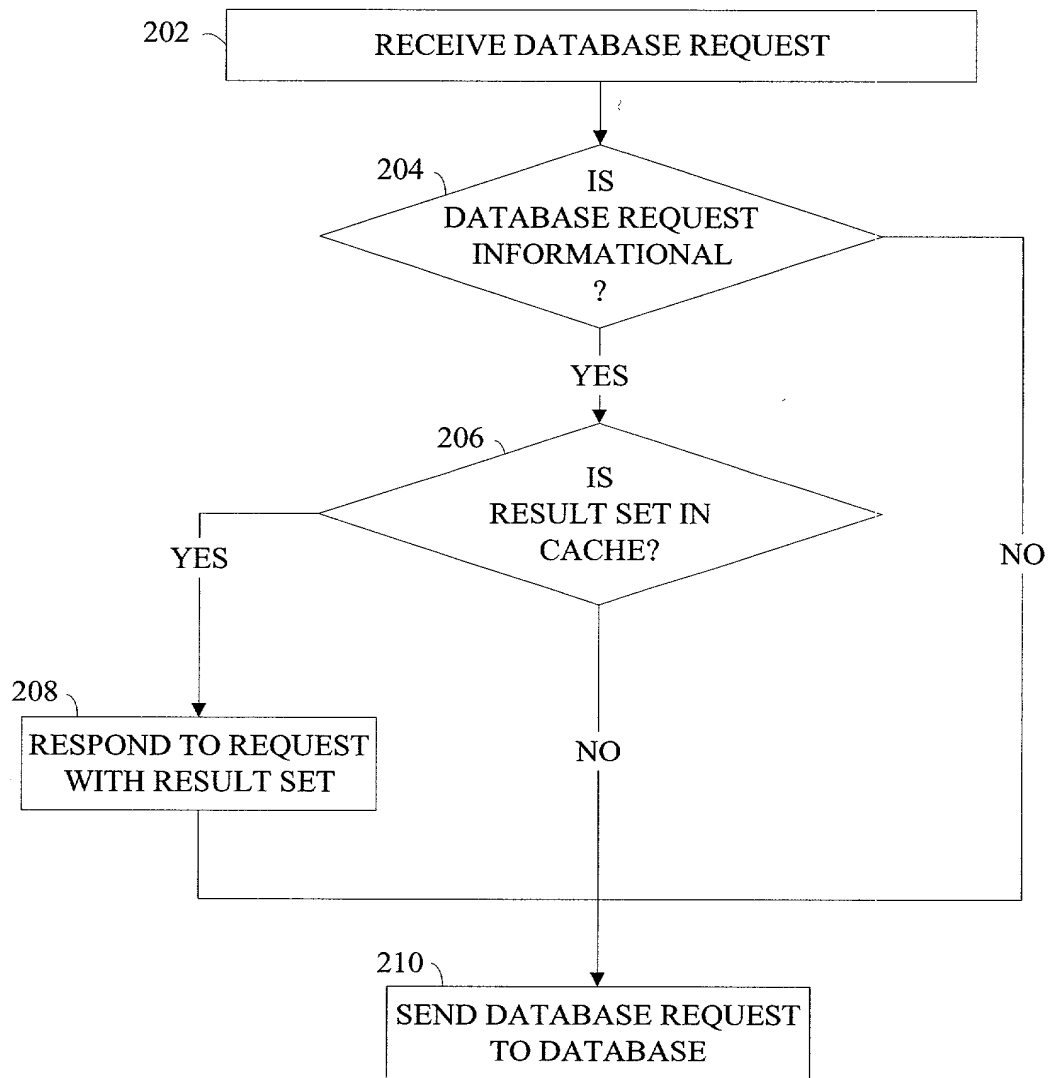 202
RECEIVE DATABASE REQUEST
204
IS
DATABASE REQUEST
INFORMATIONAL
?
YES
206
IS
RESULT SET IN
CACHE?
YES
NO
208
RESPOND TO REQUEST
WITH RESULT SET
NO
210
SEND DATABASE REQUEST
TO DATABASE